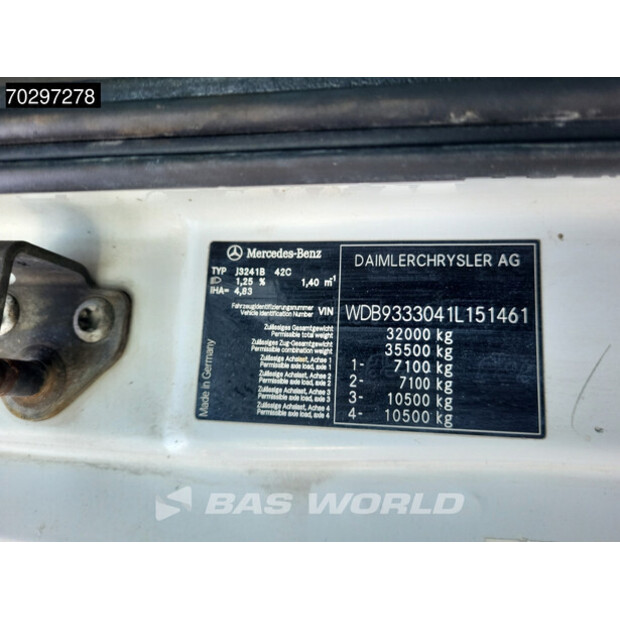 70297278
Mercedes-Benz
TYP J3241B 42C
1,25 % 1,40 m⁻¹
IHA= 4,83
DAIMLERCHRYSLER AG
Fahrzeugidentifizierungsnummer
Vehicle Identification Number VIN
WDB9333041L151461
Zulässiges Gesamtgewicht
Permissible total weight
32000 kg
Zulässiges Zug-Gesamtgewicht
Permissible combination weight
35500 kg
Zulässige Achslast, Achse 1
Permissible axle load, axle 1
1- 7100 kg
Zulässige Achslast, Achse 2
Permissible axle load, axle 2
2- 7100 kg
Zulässige Achslast, Achse 3
Permissible axle load, axle 3
3- 10500 kg
Zulässige Achslast, Achse 4
Permissible axle load, axle 4
4- 10500 kg
Made in Germany
BAS WORLD